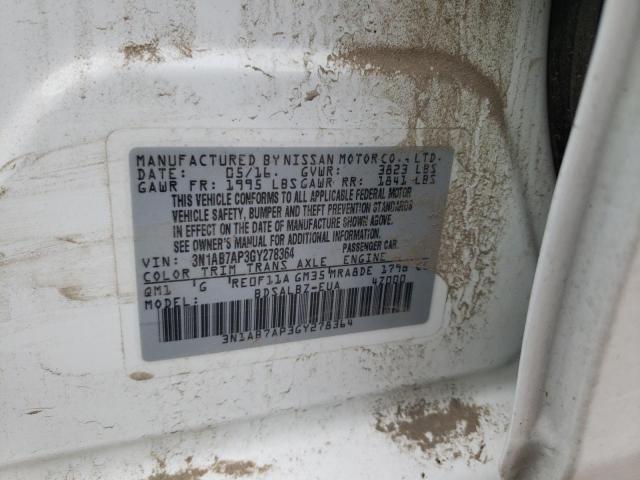 MANUFACTURED BY NISSAN MOTOR CO., LTD.
DATE: 05/16. GVWR: 3823 LBS
GAWR FR: 1995 LBS GAWR RR: 1841 LBS
THIS VEHICLE CONFORMS TO ALL APPLICABLE FEDERAL MOTOR
VEHICLE SAFETY, BUMPER AND THEFT PREVENTION STANDARDS
IN EFFECT ON THE DATE OF MANUFACTURE SHOWN ABOVE.
SEE OWNER'S MANUAL FOR ADDITIONAL INFORMATION.
VIN: 3N1AB7AP3GY278364 PASSENGER CAR
COLOR TRIM TRANS AXLE ENGINE
QM1 G RE0F11A GM35 MRA8DE 1798 CC
MODEL: BDSALBZ-EUA 47000
3N1AB7AP3GY278364